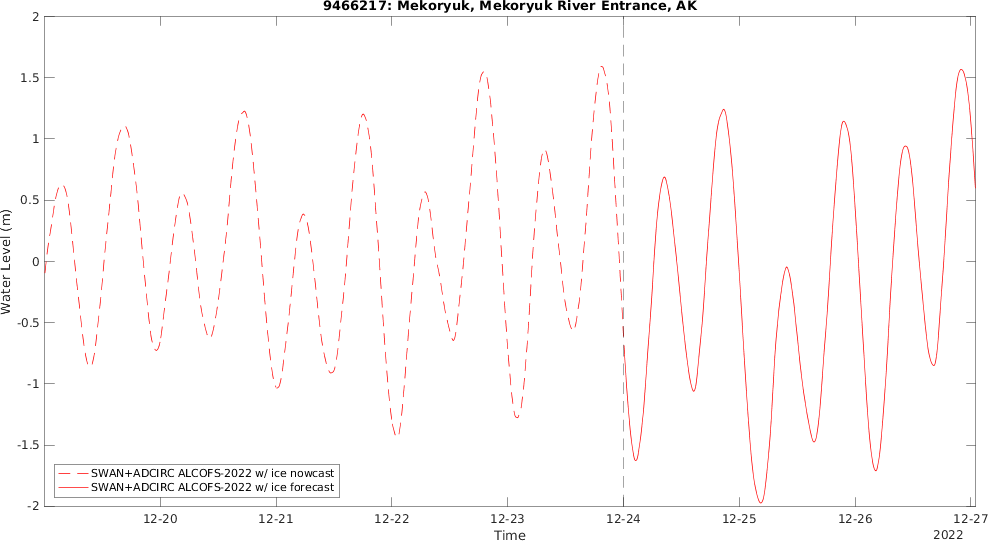 9466217: Mekoryuk, Mekoryuk River Entrance, AK
2
1.5
1
0.5
0
-0.5
-1
-1.5
-2
Water Level (m)
SWAN+ADCIRC ALCOFS-2022 w/ ice nowcast
SWAN+ADCIRC ALCOFS-2022 w/ ice forecast
12-20 12-21 12-22 12-23 12-24 12-25 12-26 12-27
Time
2022